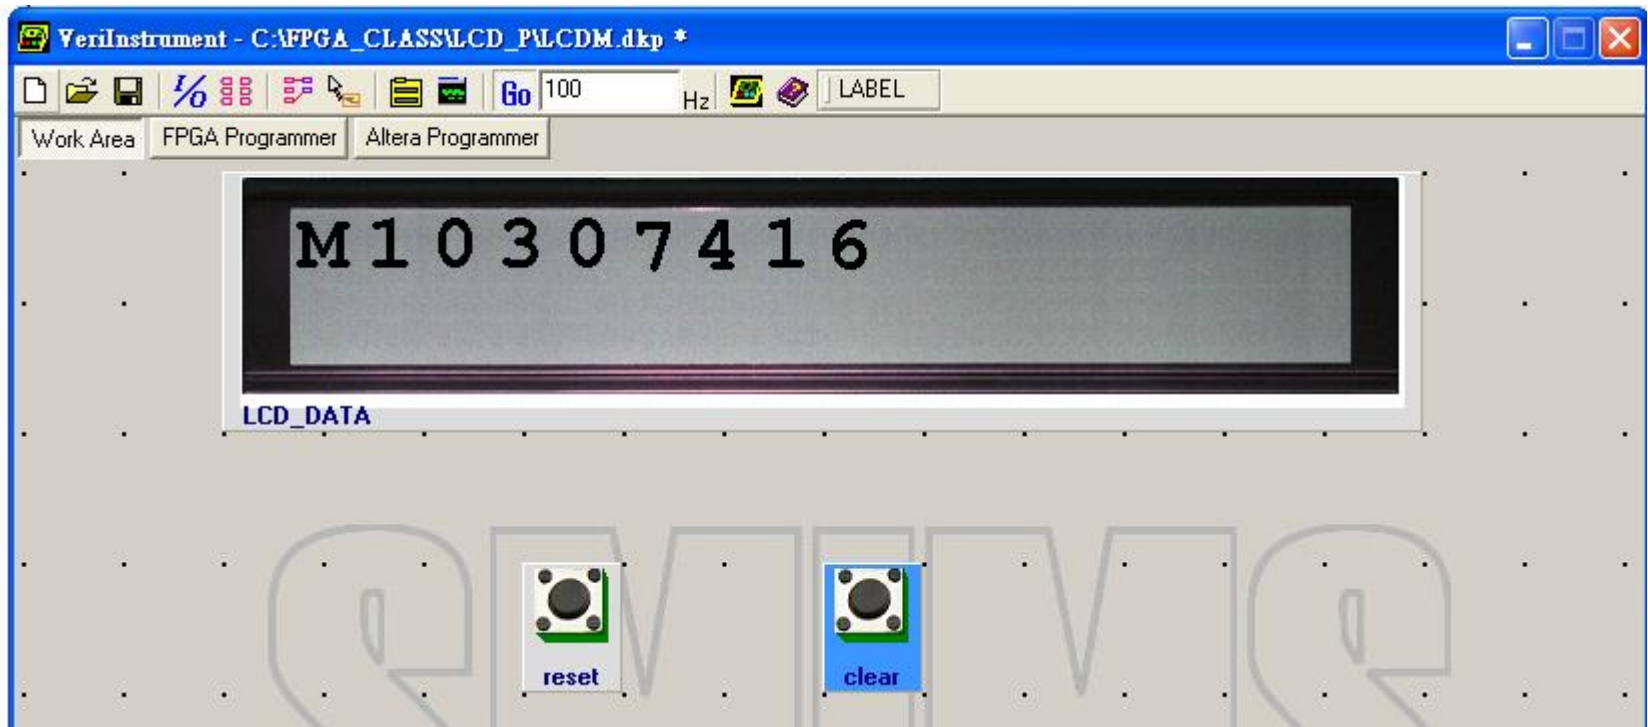 VeriInstrument - C:\FPGA_CLASS\LCD_P\LCDM.dkp *
I/O Go 100 Hz LABEL
Work Area FPGA Programmer Altera Programmer
M10307416
LCD_DATA
SMIMS
reset clear